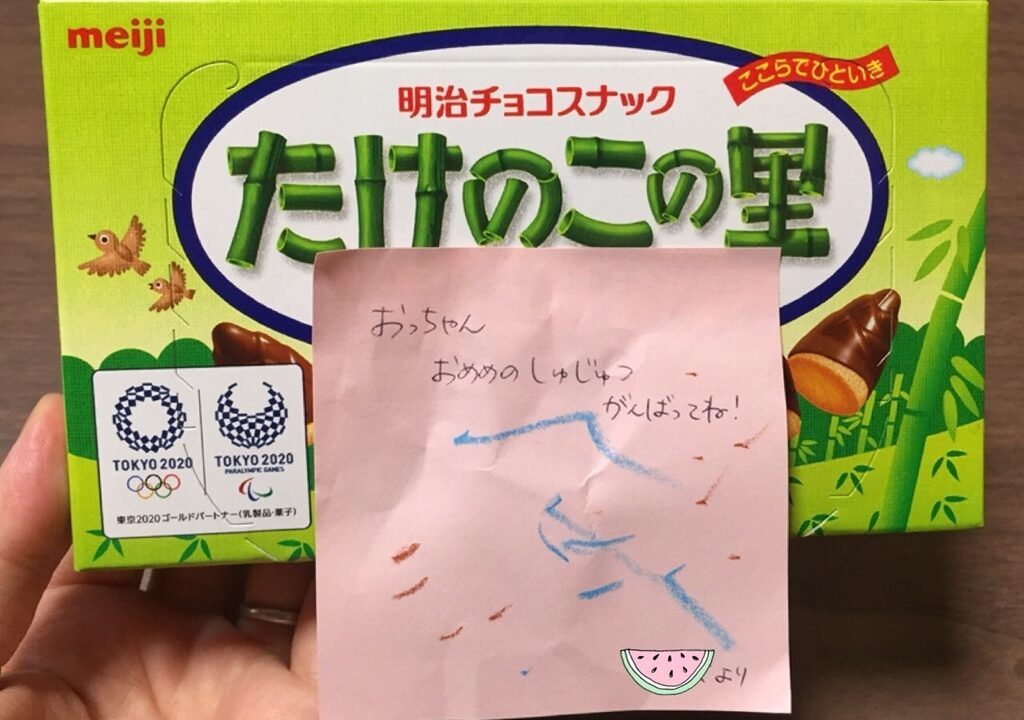 meiji
ここらでひといき
明治チョコスナック
たけのこの里
おっちゃん
おめめのしゅじゅつ
がんばってね！
より
TOKYO 2020
TOKYO 2020
PARALYMPIC GAMES
東京2020ゴールドパートナー(乳製品・菓子)